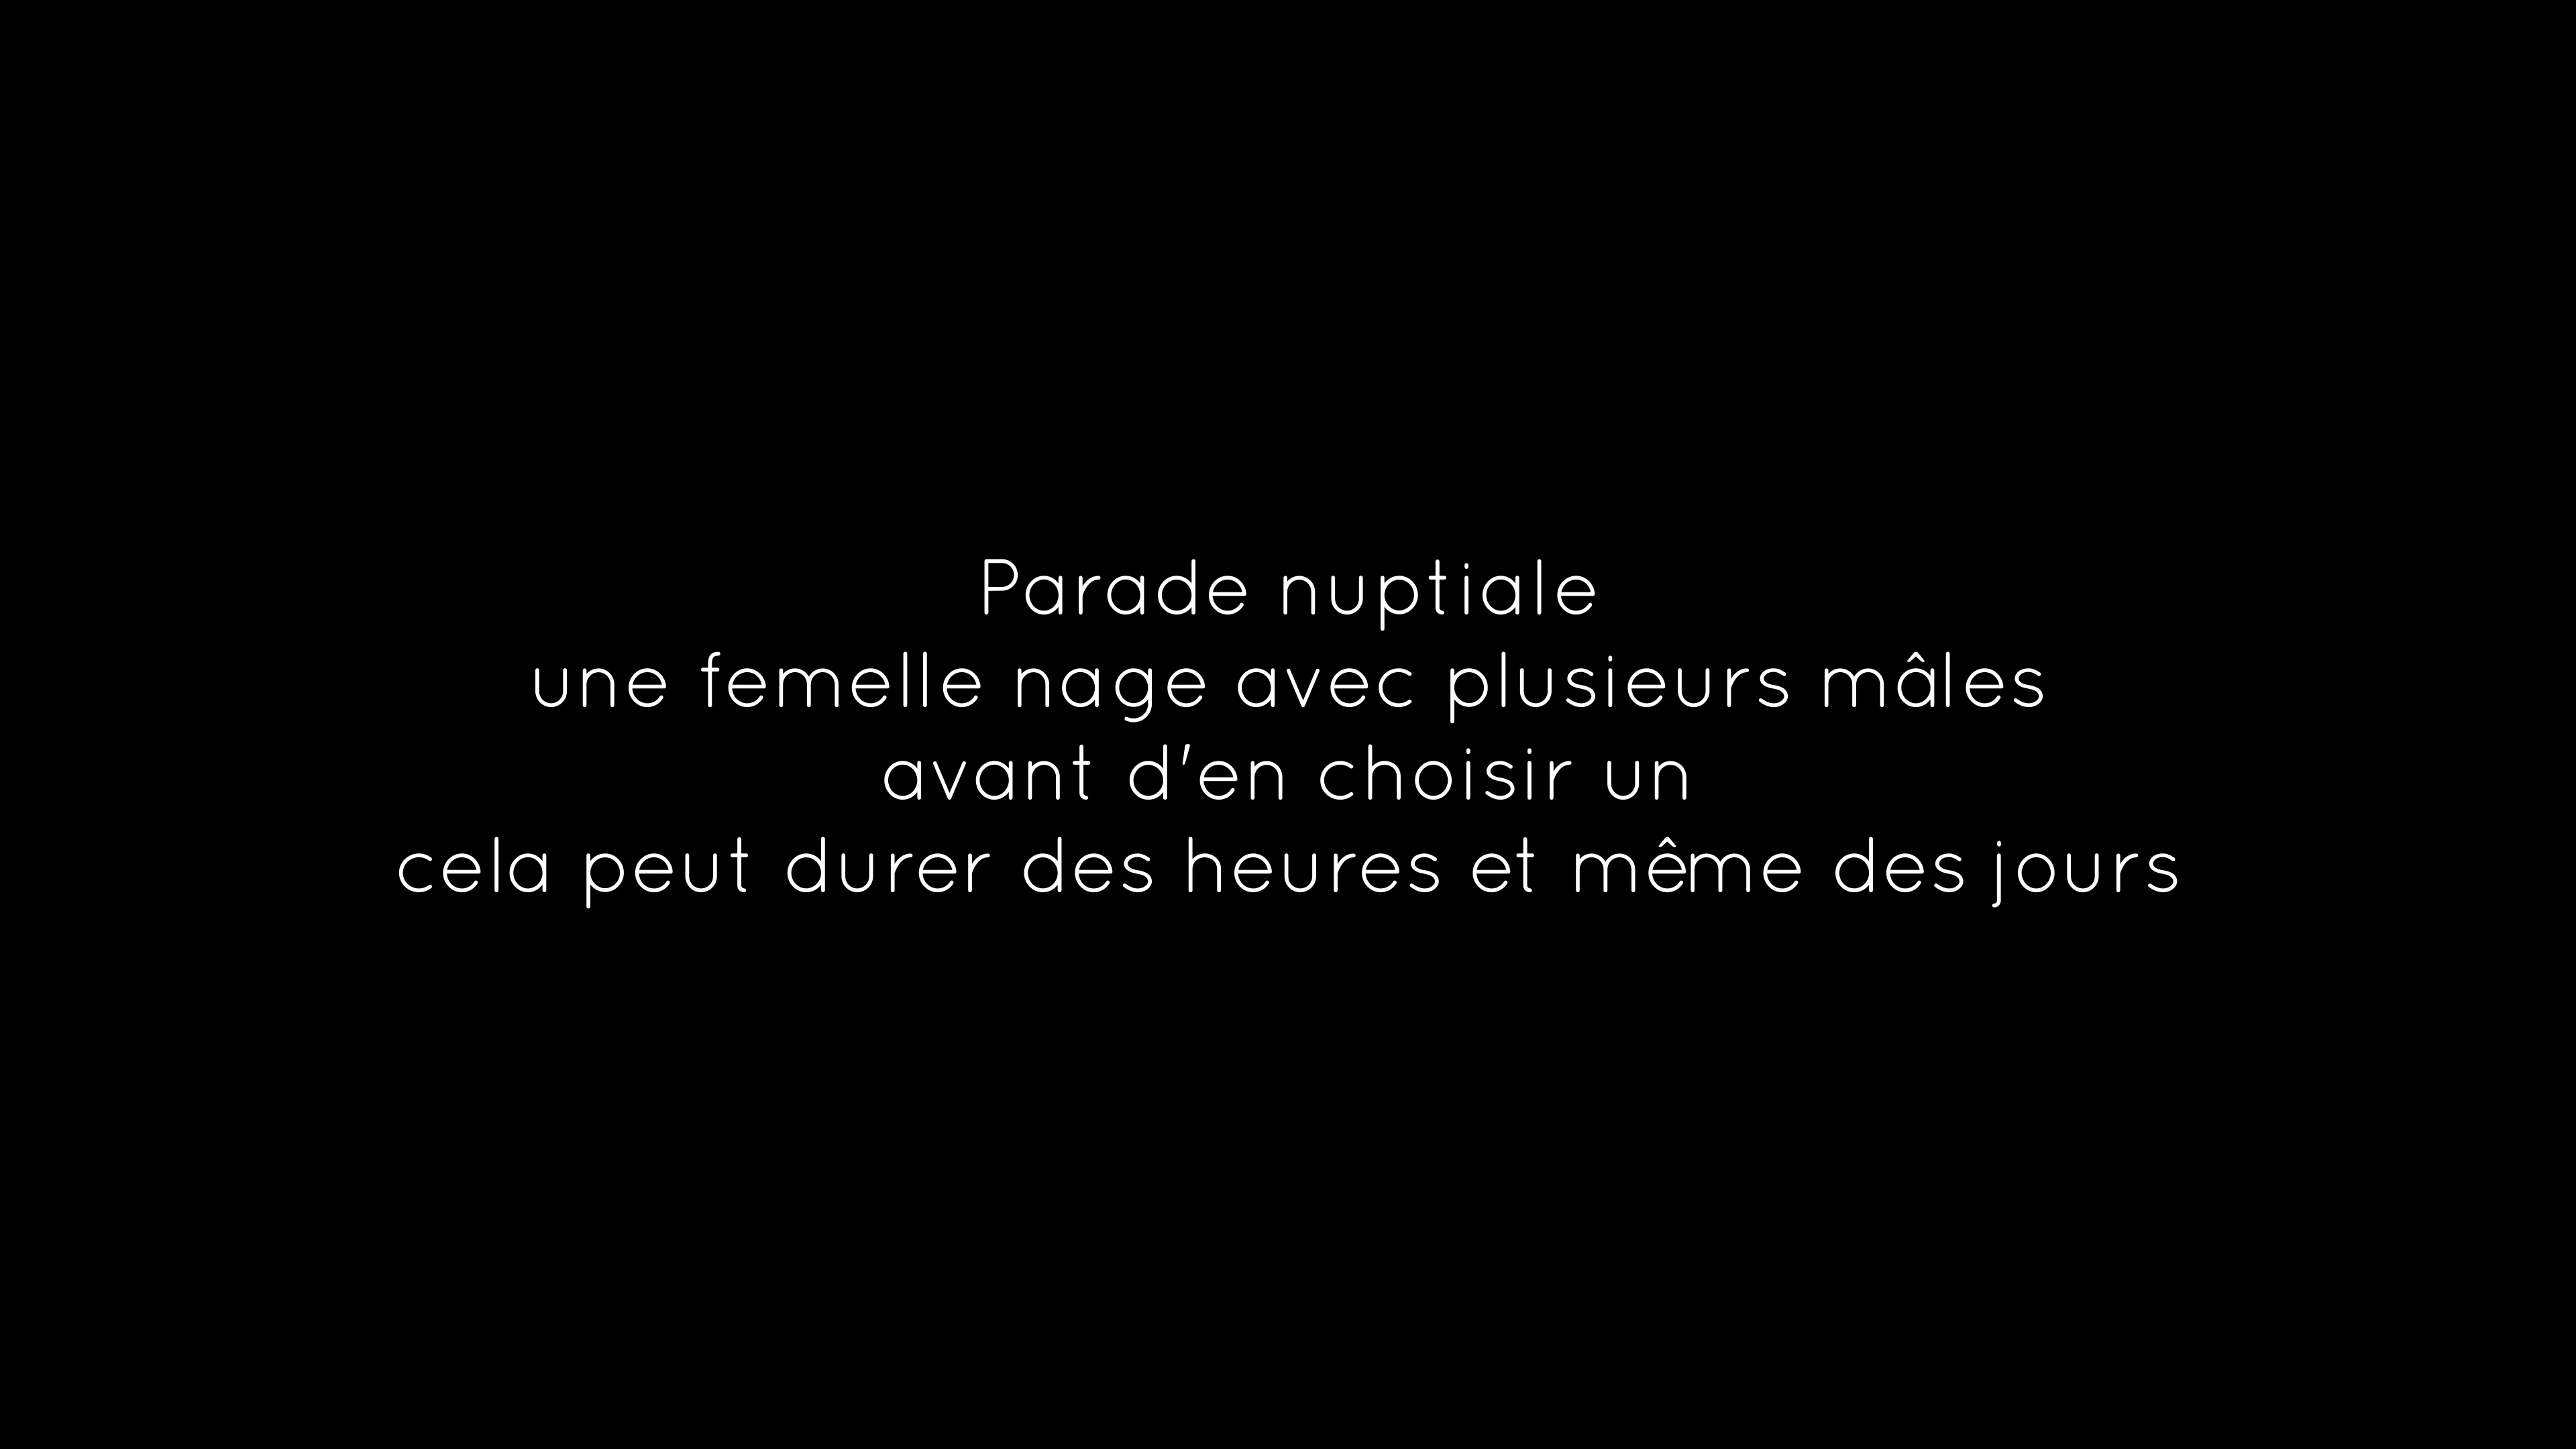 Parade nuptiale
une femelle nage avec plusieurs mâles
avant d'en choisir un
cela peut durer des heures et même des jours